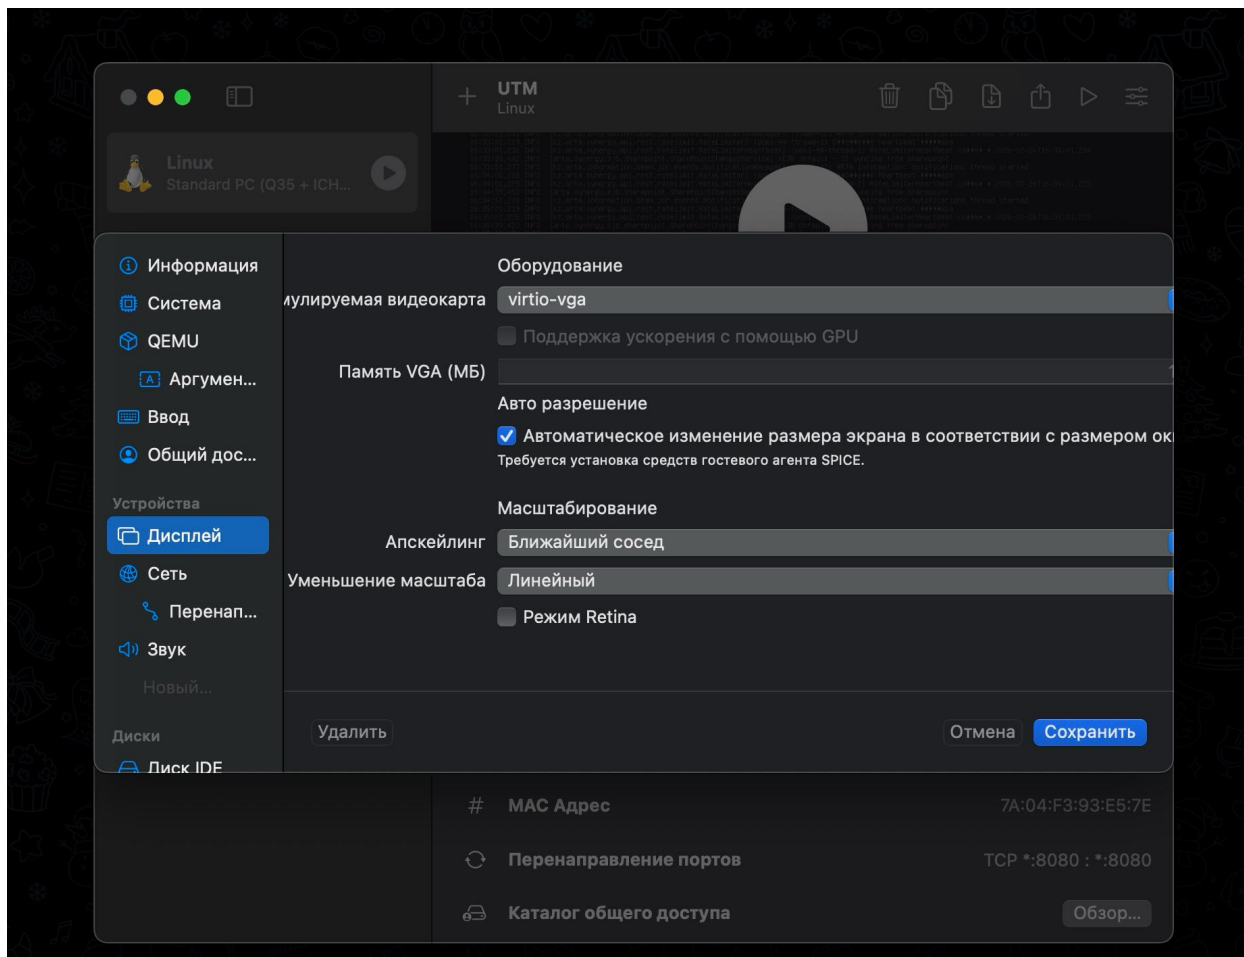 UTM
Linux
Linux
Standard PC (Q35 + ICH...
Информация
Система
QEMU
Аргумен...
Ввод
Общий дос...
Устройства
Дисплей
Сеть
Перенап...
Звук
Новый...
Диски
Диск IDE
Оборудование
мулируемая видеокарта
virtio-vga
Поддержка ускорения с помощью GPU
Память VGA (МБ)
Авто разрешение
Автоматическое изменение размера экрана в соответствии с размером ок
Требуется установка средств гостевого агента SPICE.
Масштабирование
Апскейлинг
Ближайший сосед
Уменьшение масштаба
Линейный
Режим Retina
Удалить
Отмена
Сохранить
MAC Адрес
7A:04:F3:93:E5:7E
Перенаправление портов
TCP *:8080 : *:8080
Каталог общего доступа
Обзор...